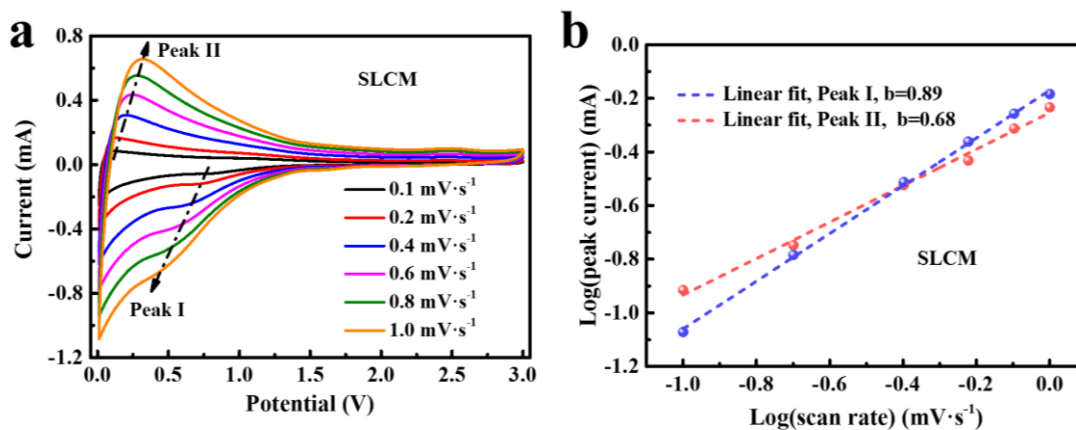 a
0.8
0.4
0.0
-0.4
-0.8
-1.2
Current (mA)
Peak II
SLCM
0.1 mV·s-1
0.2 mV·s-1
0.4 mV·s-1
0.6 mV·s-1
0.8 mV·s-1
1.0 mV·s-1
Peak I
0.0 0.5 1.0 1.5 2.0 2.5 3.0
Potential (V)
b
0.0
-0.2
-0.4
-0.6
-0.8
-1.0
-1.2
Log(peak current) (mA)
Linear fit, Peak I, b=0.89
Linear fit, Peak II, b=0.68
SLCM
-1.0 -0.8 -0.6 -0.4 -0.2 0.0
Log(scan rate) (mV·s-1)